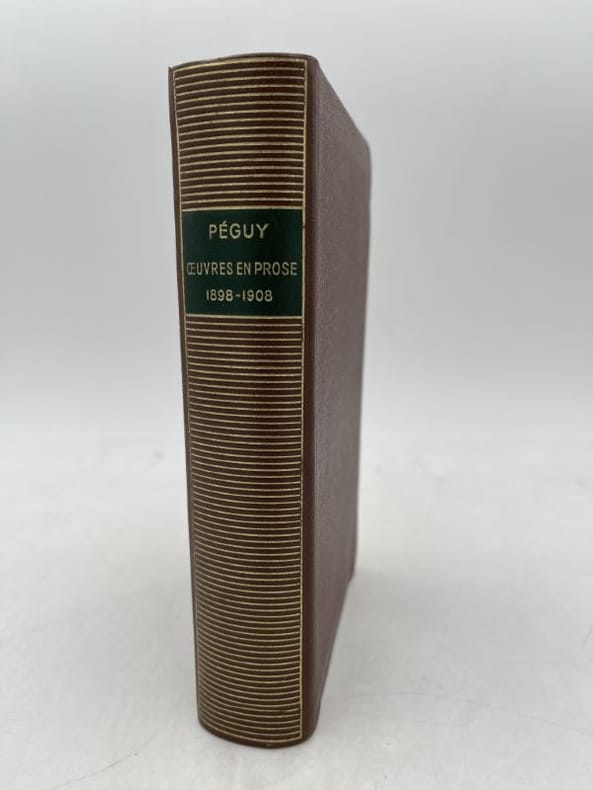 PÉGUY
ŒUVRES EN PROSE
1898-1908